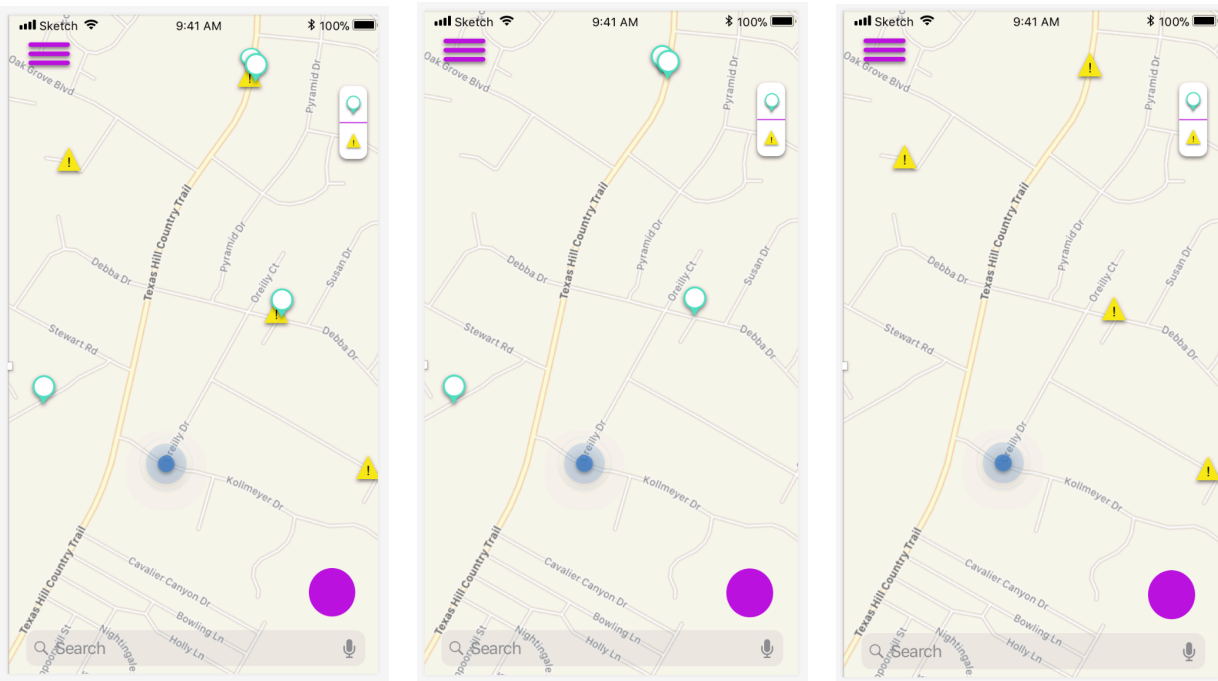 Sketch 9:41 AM 100%
Oak Grove Blvd
Pyramid Dr
!
!
!
Texas Hill Country Trail
Pyramid Dr
Debba Dr
Oreilly Ct
Susan Dr
!
Debba Dr
Stewart Rd
Oreilly Dr
!
Kollmeyer Dr
Texas Hill Country Trail
Cavalier Canyon Dr
Bowling Ln
Nightingale
Holly Ln
Search
Sketch 9:41 AM 100%
Oak Grove Blvd
Pyramid Dr
!
Texas Hill Country Trail
Pyramid Dr
Debba Dr
Oreilly Ct
Susan Dr
Debba Dr
Stewart Rd
Oreilly Dr
Kollmeyer Dr
Texas Hill Country Trail
Cavalier Canyon Dr
Bowling Ln
Nightingale
Holly Ln
Search
Sketch 9:41 AM 100%
Oak Grove Blvd
Pyramid Dr
!
!
!
Texas Hill Country Trail
Pyramid Dr
Debba Dr
Oreilly Ct
Susan Dr
!
Debba Dr
Stewart Rd
Oreilly Dr
!
Kollmeyer Dr
Texas Hill Country Trail
Cavalier Canyon Dr
Bowling Ln
Nightingale
Holly Ln
Search